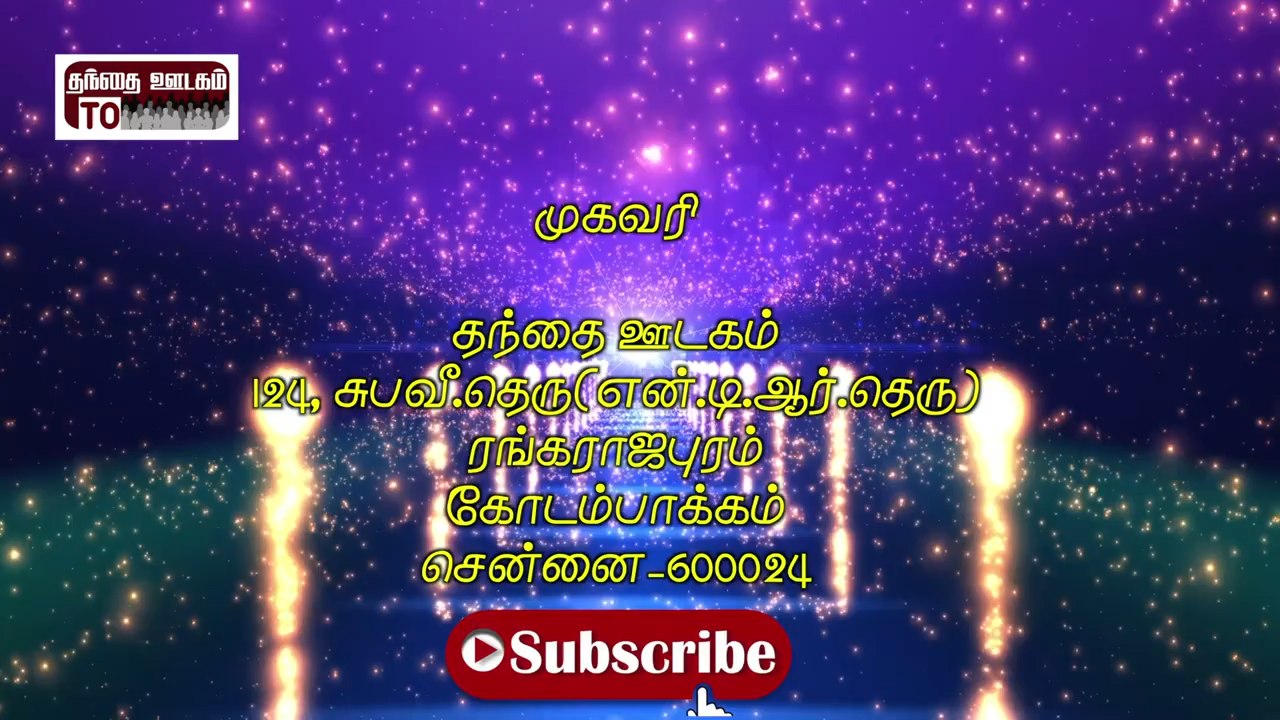 தந்தை ஊடகம்
TO
முகவரி
தந்தை ஊடகம்
124, சுபவீ.தெரு(என்.டி.ஆர்.தெரு)
ரங்கராஜபுரம்
கோடம்பாக்கம்
சென்னை-600024
Subscribe